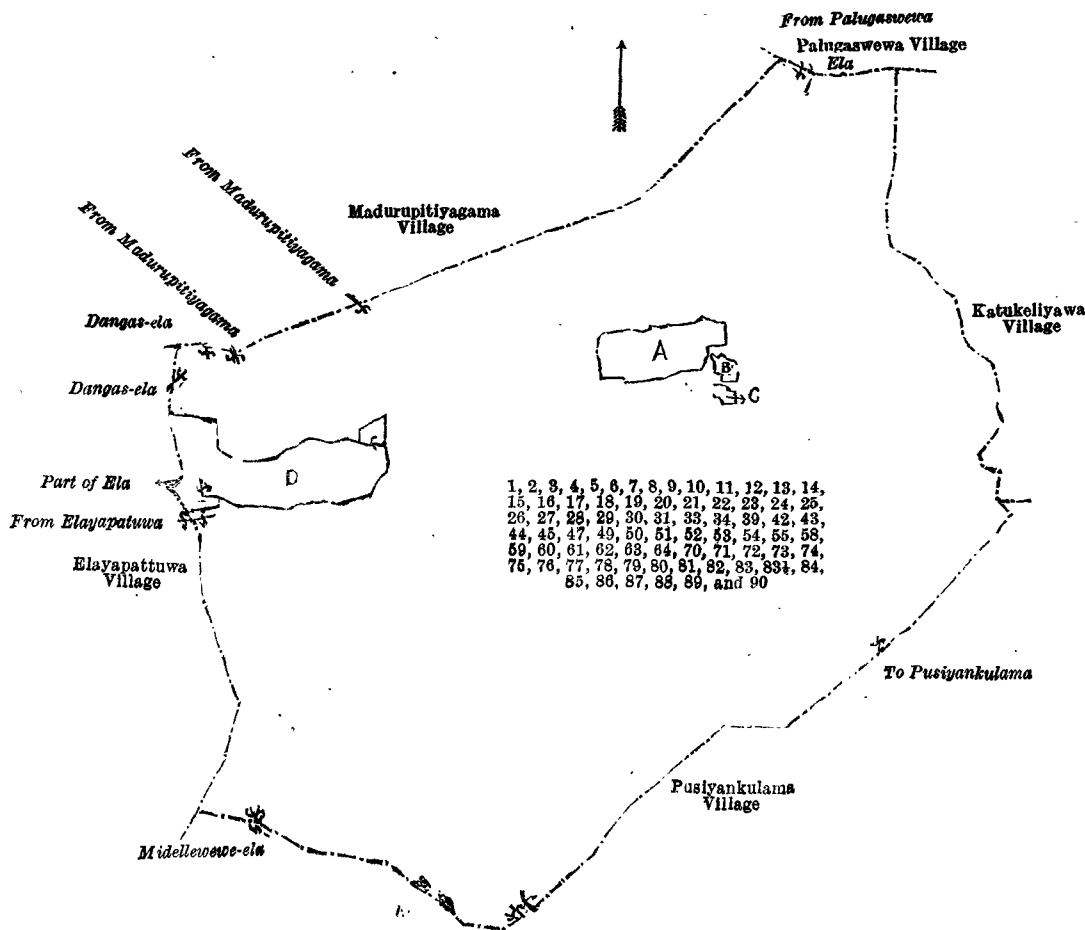 From Palugaswewa
Palugaswewa Village
Ela
From Madurupitiyagama
From Madurupitiyagama
Madurupitiyagama
Village
Dangas-ela
Dangas-ela
Katukeliyawa
Village
A
B
C
D
Part of Ela
From Elayapatuwa
Elayapattuwa
Village
1, 2, 3, 4, 5, 6, 7, 8, 9, 10, 11, 12, 13, 14,
15, 16, 17, 18, 19, 20, 21, 22, 23, 24, 25,
26, 27, 28, 29, 30, 31, 33, 34, 39, 42, 43,
44, 45, 47, 49, 50, 51, 52, 53, 54, 55, 58,
59, 60, 61, 62, 63, 64, 70, 71, 72, 73, 74,
75, 76, 77, 78, 79, 80, 81, 82, 83, 83½, 84,
85, 86, 87, 88, 89, and 90
To Pusiyankulama
Pusiyankulama
Village
Midellewewe-ela